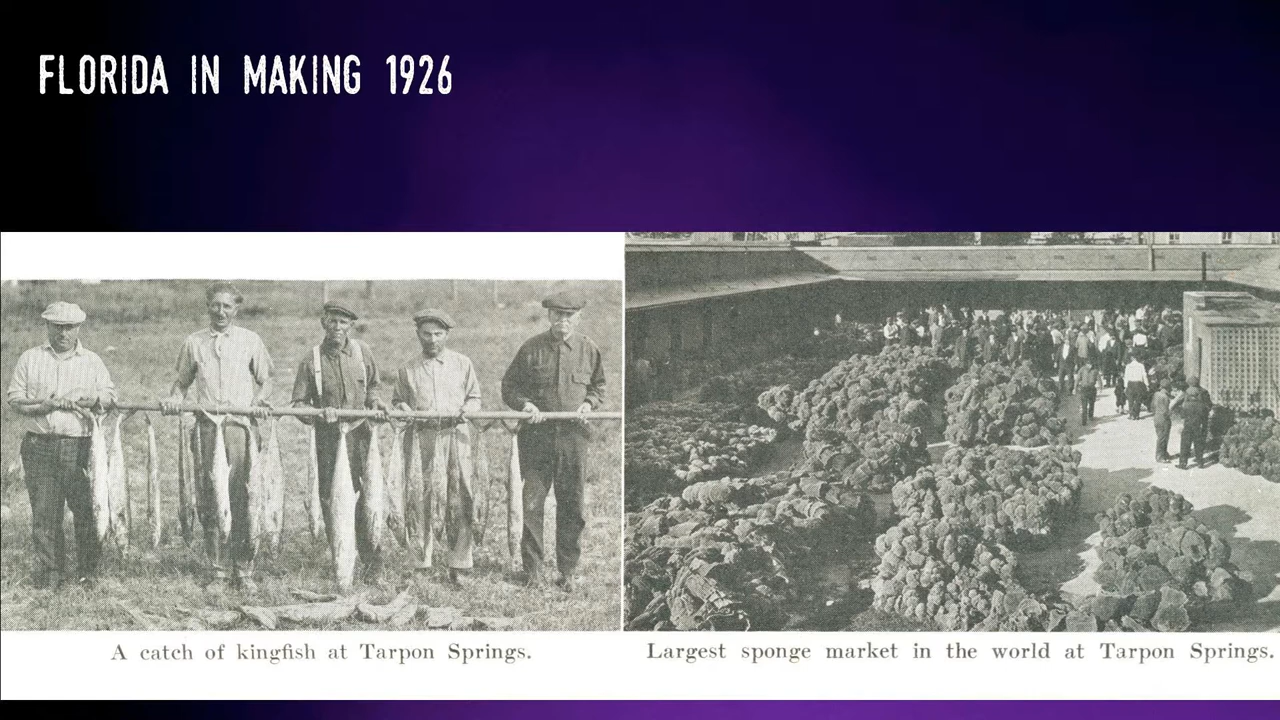 FLORIDA IN MAKING 1926
A catch of kingfish at Tarpon Springs.
Largest sponge market in the world at Tarpon Springs.